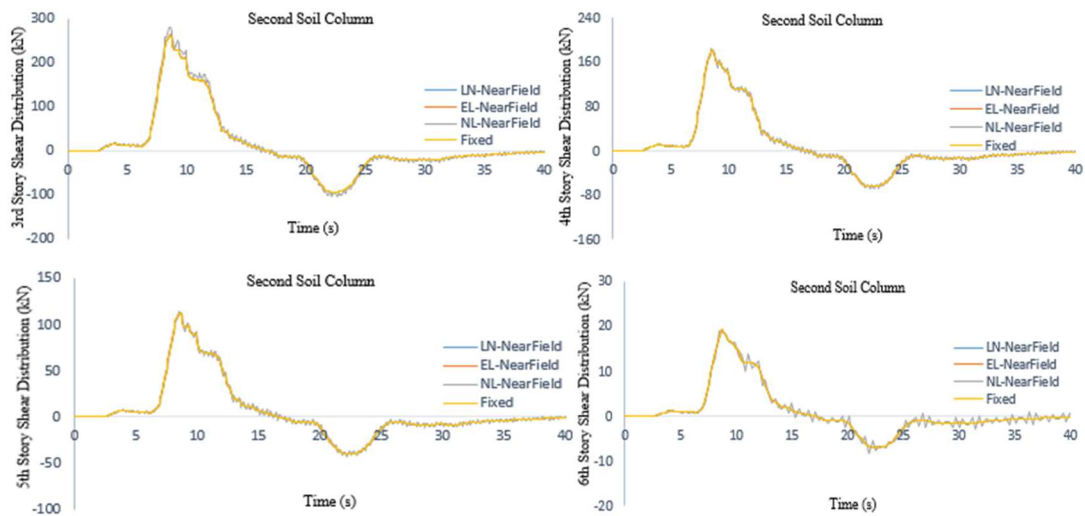 Second Soil Column
3rd Story Shear Distribution (kN)
300
200
100
0
-100
-200
0 5 10 15 20 25 30 35 40
LN-NearField
EL-NearField
NL-NearField
Fixed
Time (s)
Second Soil Column
4th Story Shear Distribution (kN)
240
160
80
0
-80
-160
0 5 10 15 20 25 30 35 40
LN-NearField
EL-NearField
NL-NearField
Fixed
Time (s)
Second Soil Column
5th Story Shear Distribution (kN)
150
100
50
0
-50
-100
0 5 10 15 20 25 30 35 40
LN-NearField
EL-NearField
NL-NearField
Fixed
Time (s)
Second Soil Column
6th Story Shear Distribution (kN)
30
20
10
0
-10
-20
0 5 10 15 20 25 30 35 40
LN-NearField
EL-NearField
NL-NearField
Fixed
Time (s)